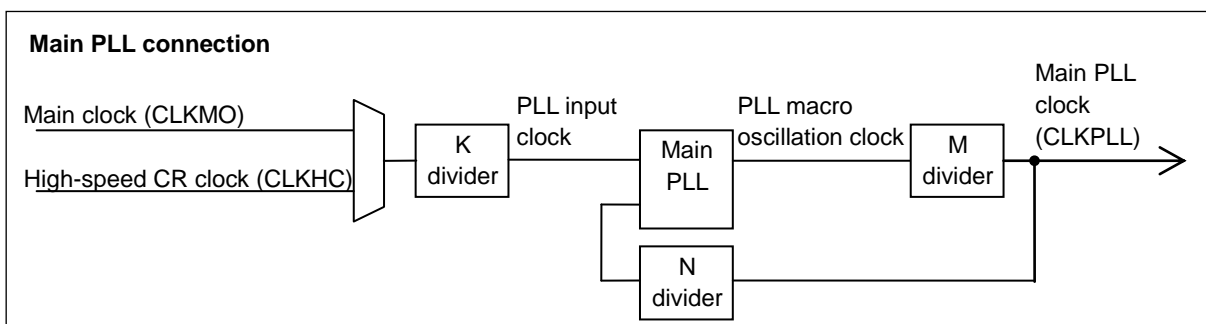 Main PLL connection
Main clock (CLKMO)
High-speed CR clock (CLKHC)
K
divider
PLL input
clock
Main
PLL
N
divider
PLL macro
oscillation clock
M
divider
Main PLL
clock
(CLKPLL)